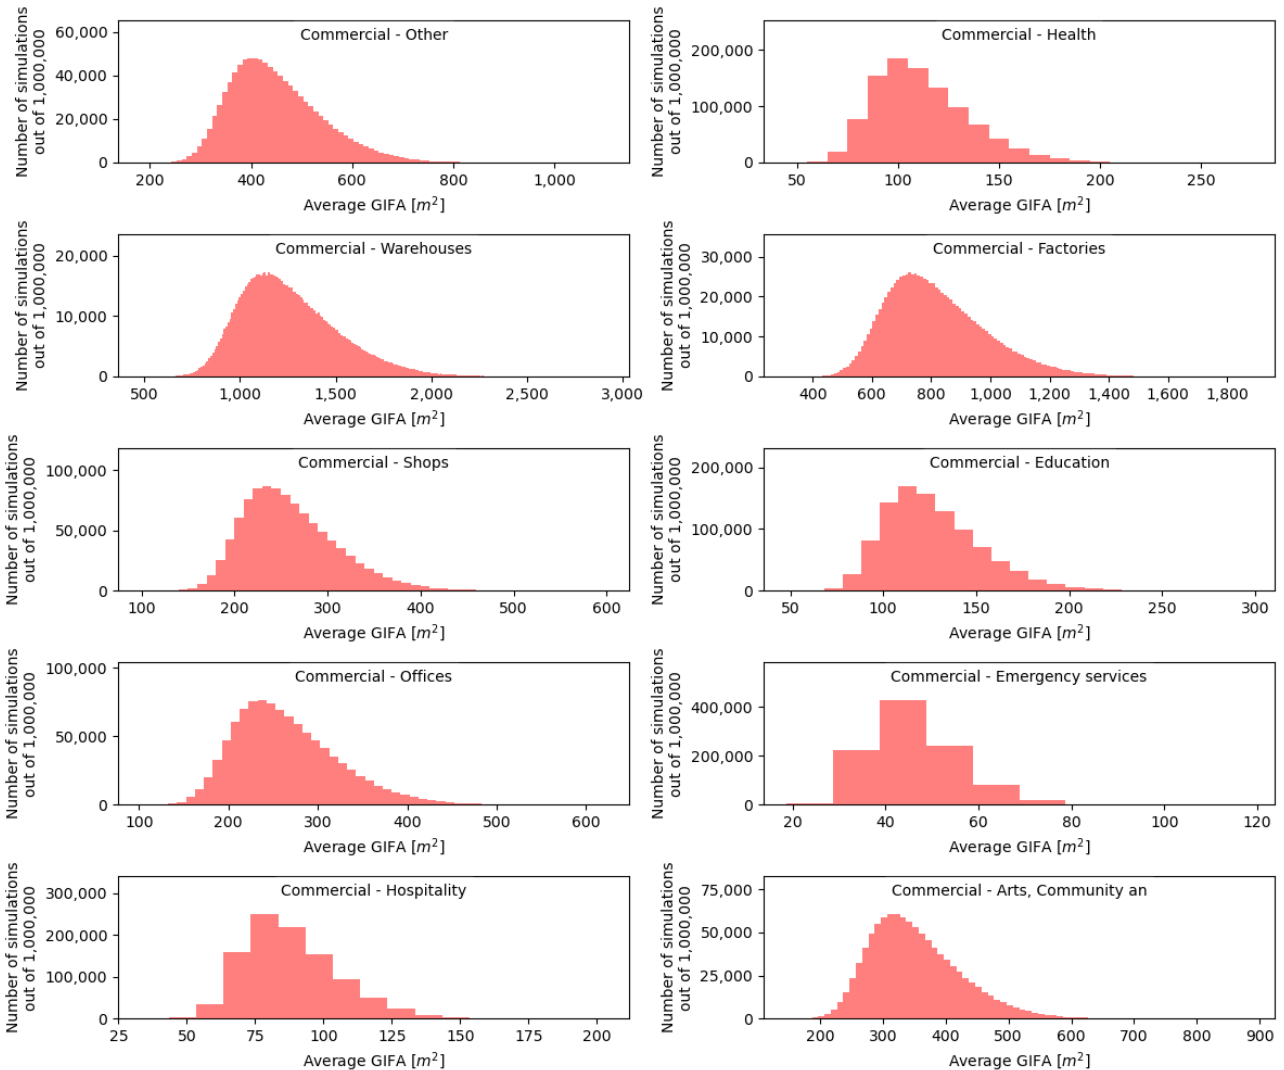 Commercial - Other
Number of simulations
out of 1,000,000
60,000
40,000
20,000
0
200
400
600
800
1,000
Average GIFA [m²]
Commercial - Health
Number of simulations
out of 1,000,000
200,000
100,000
0
50
100
150
200
250
Average GIFA [m²]
Commercial - Warehouses
Number of simulations
out of 1,000,000
20,000
10,000
0
500
1,000
1,500
2,000
2,500
3,000
Average GIFA [m²]
Commercial - Factories
Number of simulations
out of 1,000,000
30,000
20,000
10,000
0
400
600
800
1,000
1,200
1,400
1,600
1,800
Average GIFA [m²]
Commercial - Shops
Number of simulations
out of 1,000,000
100,000
50,000
0
100
200
300
400
500
600
Average GIFA [m²]
Commercial - Education
Number of simulations
out of 1,000,000
200,000
100,000
0
50
100
150
200
250
300
Average GIFA [m²]
Commercial - Offices
Number of simulations
out of 1,000,000
100,000
50,000
0
100
200
300
400
500
600
Average GIFA [m²]
Commercial - Emergency services
Number of simulations
out of 1,000,000
400,000
200,000
0
20
40
60
80
100
120
Average GIFA [m²]
Commercial - Hospitality
Number of simulations
out of 1,000,000
300,000
200,000
100,000
0
25
50
75
100
125
150
175
200
Average GIFA [m²]
Commercial - Arts, Community an
Number of simulations
out of 1,000,000
75,000
50,000
25,000
0
200
300
400
500
600
700
800
900
Average GIFA [m²]